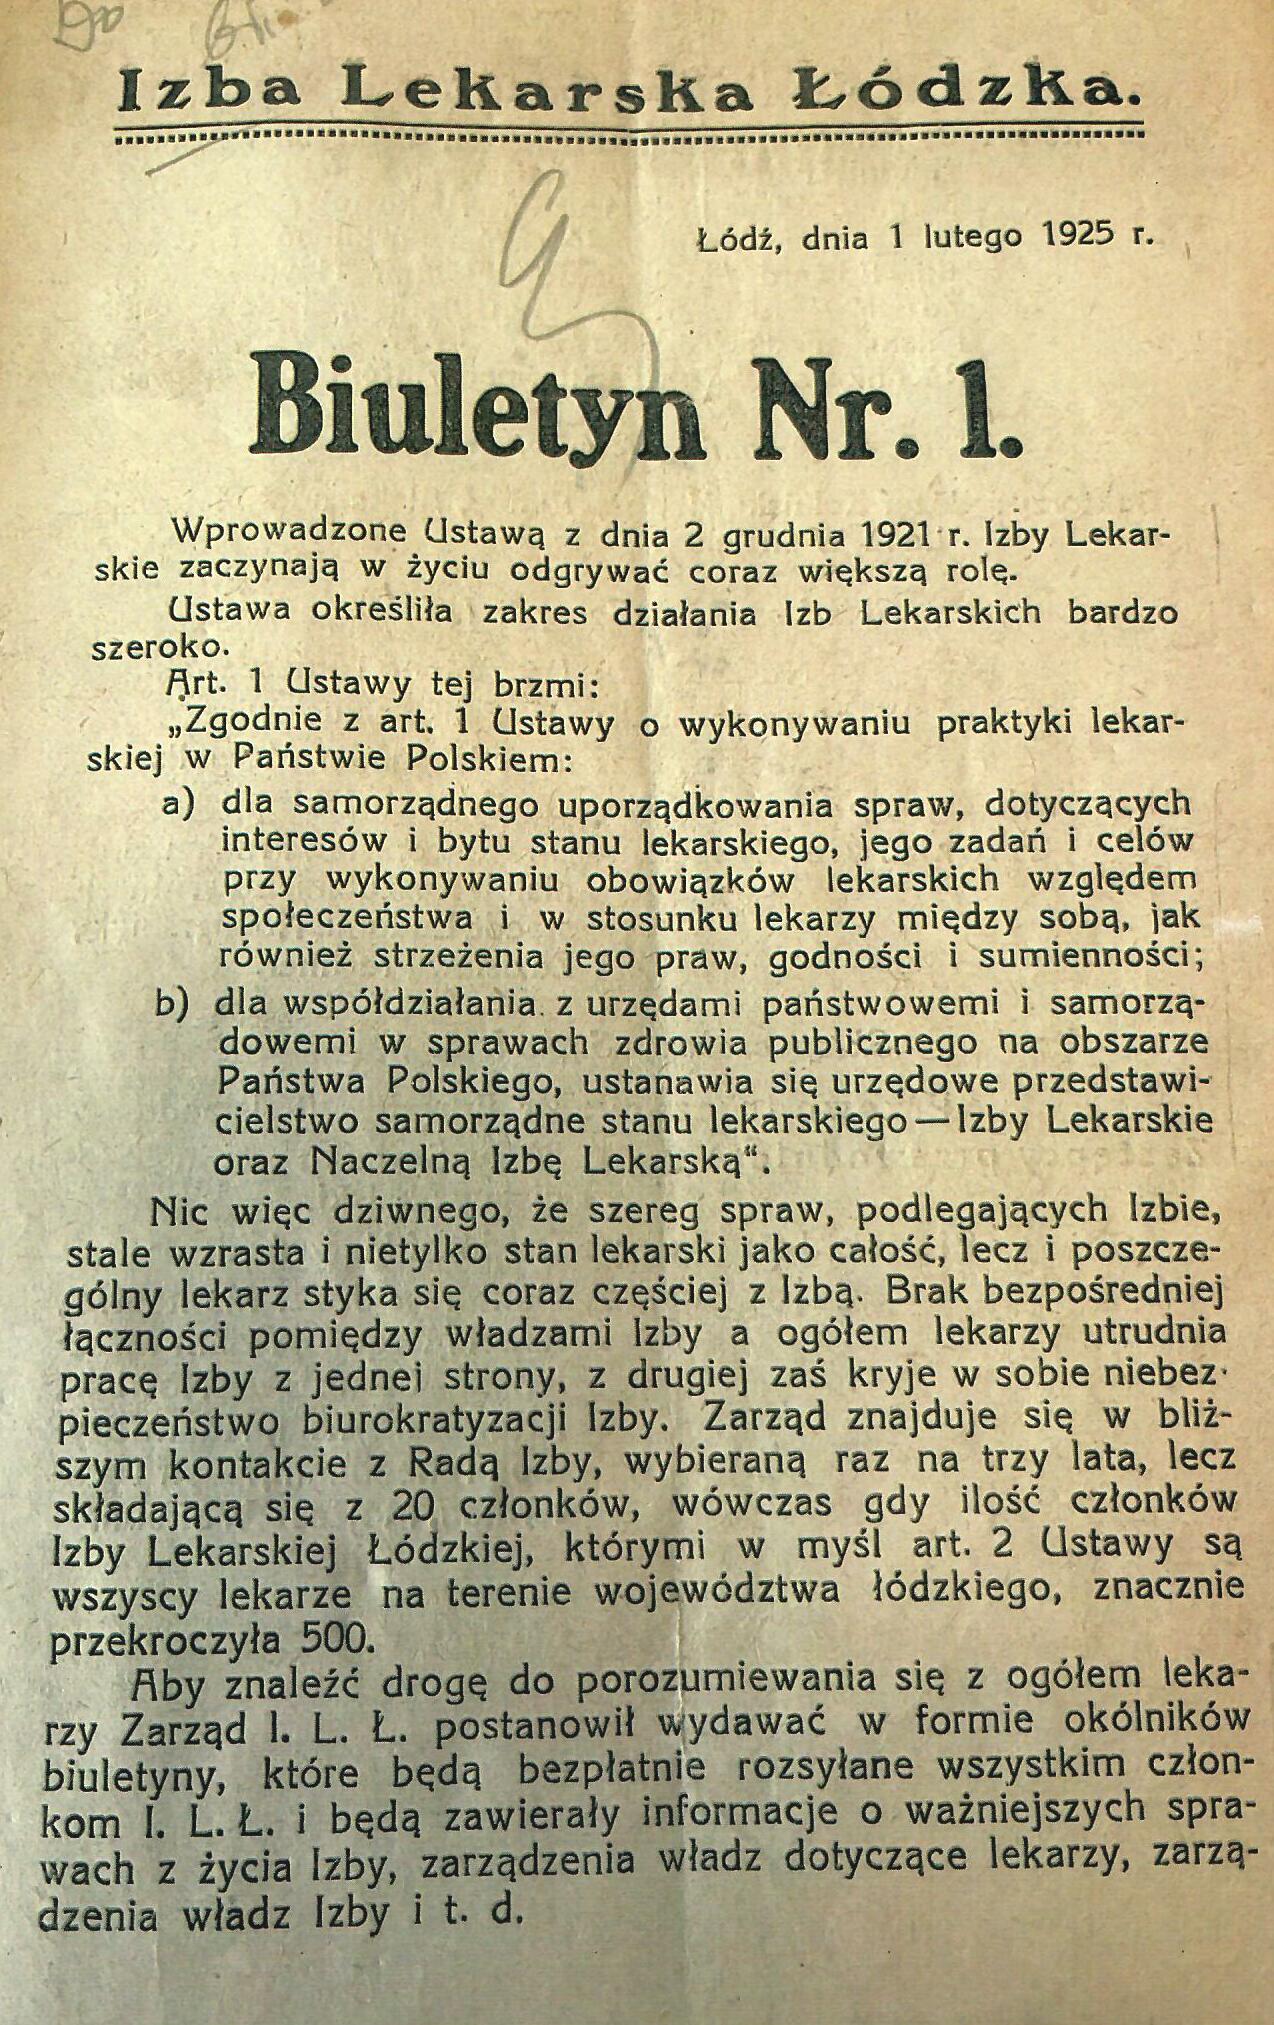 Izba Lekarska Łódzka.
Łódź, dnia 1 lutego 1925 r.
Biuletyn Nr. 1.
Wprowadzone Ustawą z dnia 2 grudnia 1921 r. Izby Lekar-
skie zaczynają w życiu odgrywać coraz większą rolę.
Ustawa określiła zakres działania Izb Lekarskich bardzo
szeroko.
Art. 1 Ustawy tej brzmi:
„Zgodnie z art. 1 Ustawy o wykonywaniu praktyki lekar-
skiej w Państwie Polskiem:
a) dla samorządnego uporządkowania spraw, dotyczących
interesów i bytu stanu lekarskiego, jego zadań i celów
przy wykonywaniu obowiązków lekarskich względem
społeczeństwa i w stosunku lekarzy między sobą, jak
również strzeżenia jego praw, godności i sumienności;
b) dla współdziałania z urzędami państwowemi i samorzą-
dowemi w sprawach zdrowia publicznego na obszarze
Państwa Polskiego, ustanawia się urzędowe przedstawi-
cielstwo samorządne stanu lekarskiego — Izby Lekarskie
oraz Naczelną Izbę Lekarską“.
Nic więc dziwnego, że szereg spraw, podlegających Izbie,
stale wzrasta i nietylko stan lekarski jako całość, lecz i poszcze-
gólny lekarz styka się coraz częściej z Izbą. Brak bezpośredniej
łączności pomiędzy władzami Izby a ogółem lekarzy utrudnia
pracę Izby z jednej strony, z drugiej zaś kryje w sobie niebez-
pieczeństwo biurokratyzacji Izby. Zarząd znajduje się w bliż-
szym kontakcie z Radą Izby, wybieraną raz na trzy lata, lecz
składającą się z 20 członków, wówczas gdy ilość członków
Izby Lekarskiej Łódzkiej, którymi w myśl art. 2 Ustawy są
wszyscy lekarze na terenie województwa łódzkiego, znacznie
przekroczyła 500.
Aby znaleźć drogę do porozumiewania się z ogółem leka-
rzy Zarząd I. L. Ł. postanowił wydawać w formie okólników
biuletyny, które będą bezpłatnie rozsyłane wszystkim człon-
kom I. L. Ł. i będą zawierały informacje o ważniejszych spra-
wach z życia Izby, zarządzenia władz dotyczące lekarzy, zarzą-
dzenia władz Izby i t. d.